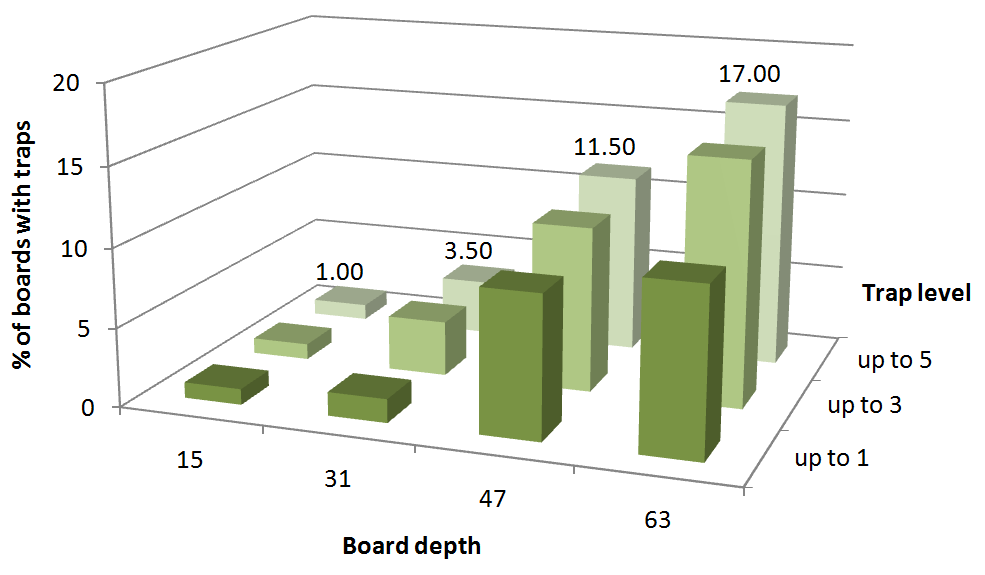 20
15
10
5
0
% of boards with traps
1.00
3.50
11.50
17.00
Trap level
up to 5
up to 3
up to 1
15
31
47
63
Board depth